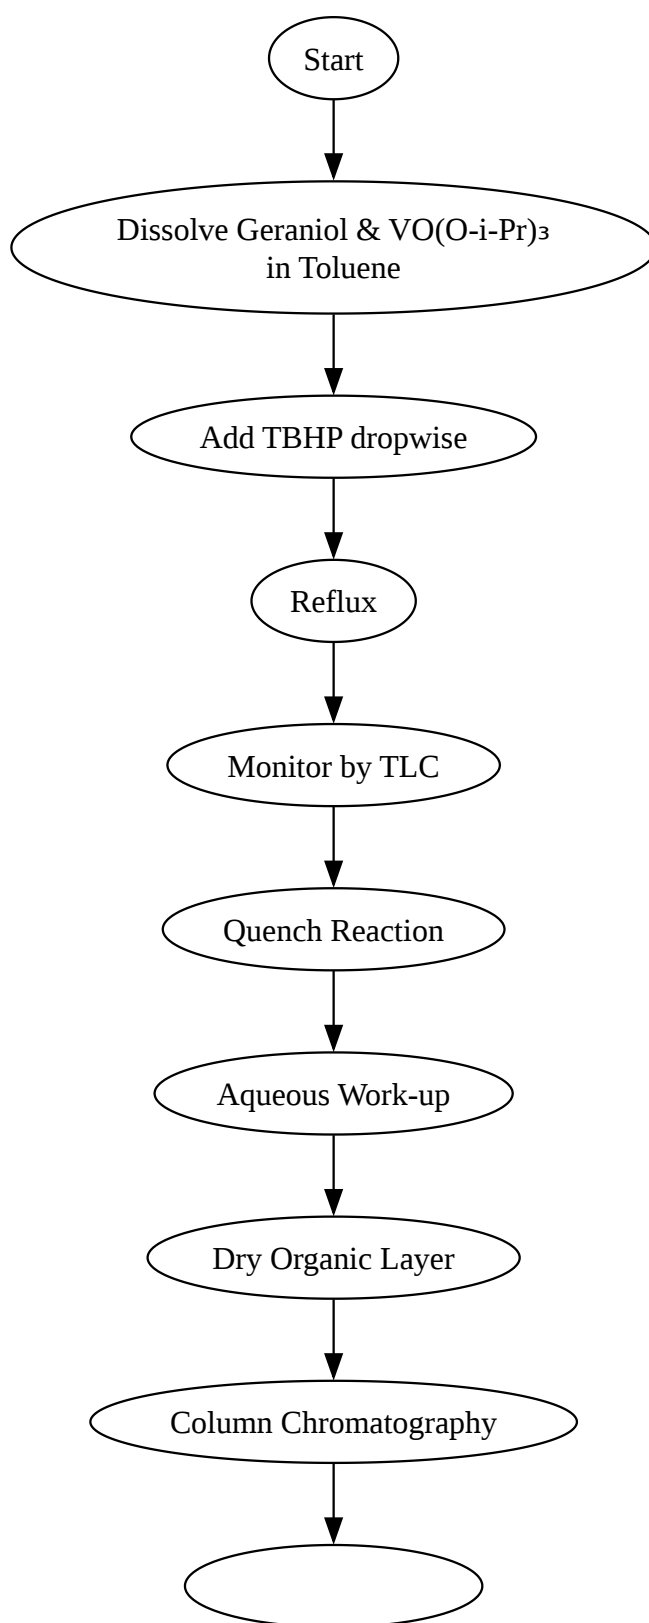 Start
Dissolve Geraniol & VO(O-i-Pr)₃
in Toluene
Add TBHP dropwise
Reflux
Monitor by TLC
Quench Reaction
Aqueous Work-up
Dry Organic Layer
Column Chromatography